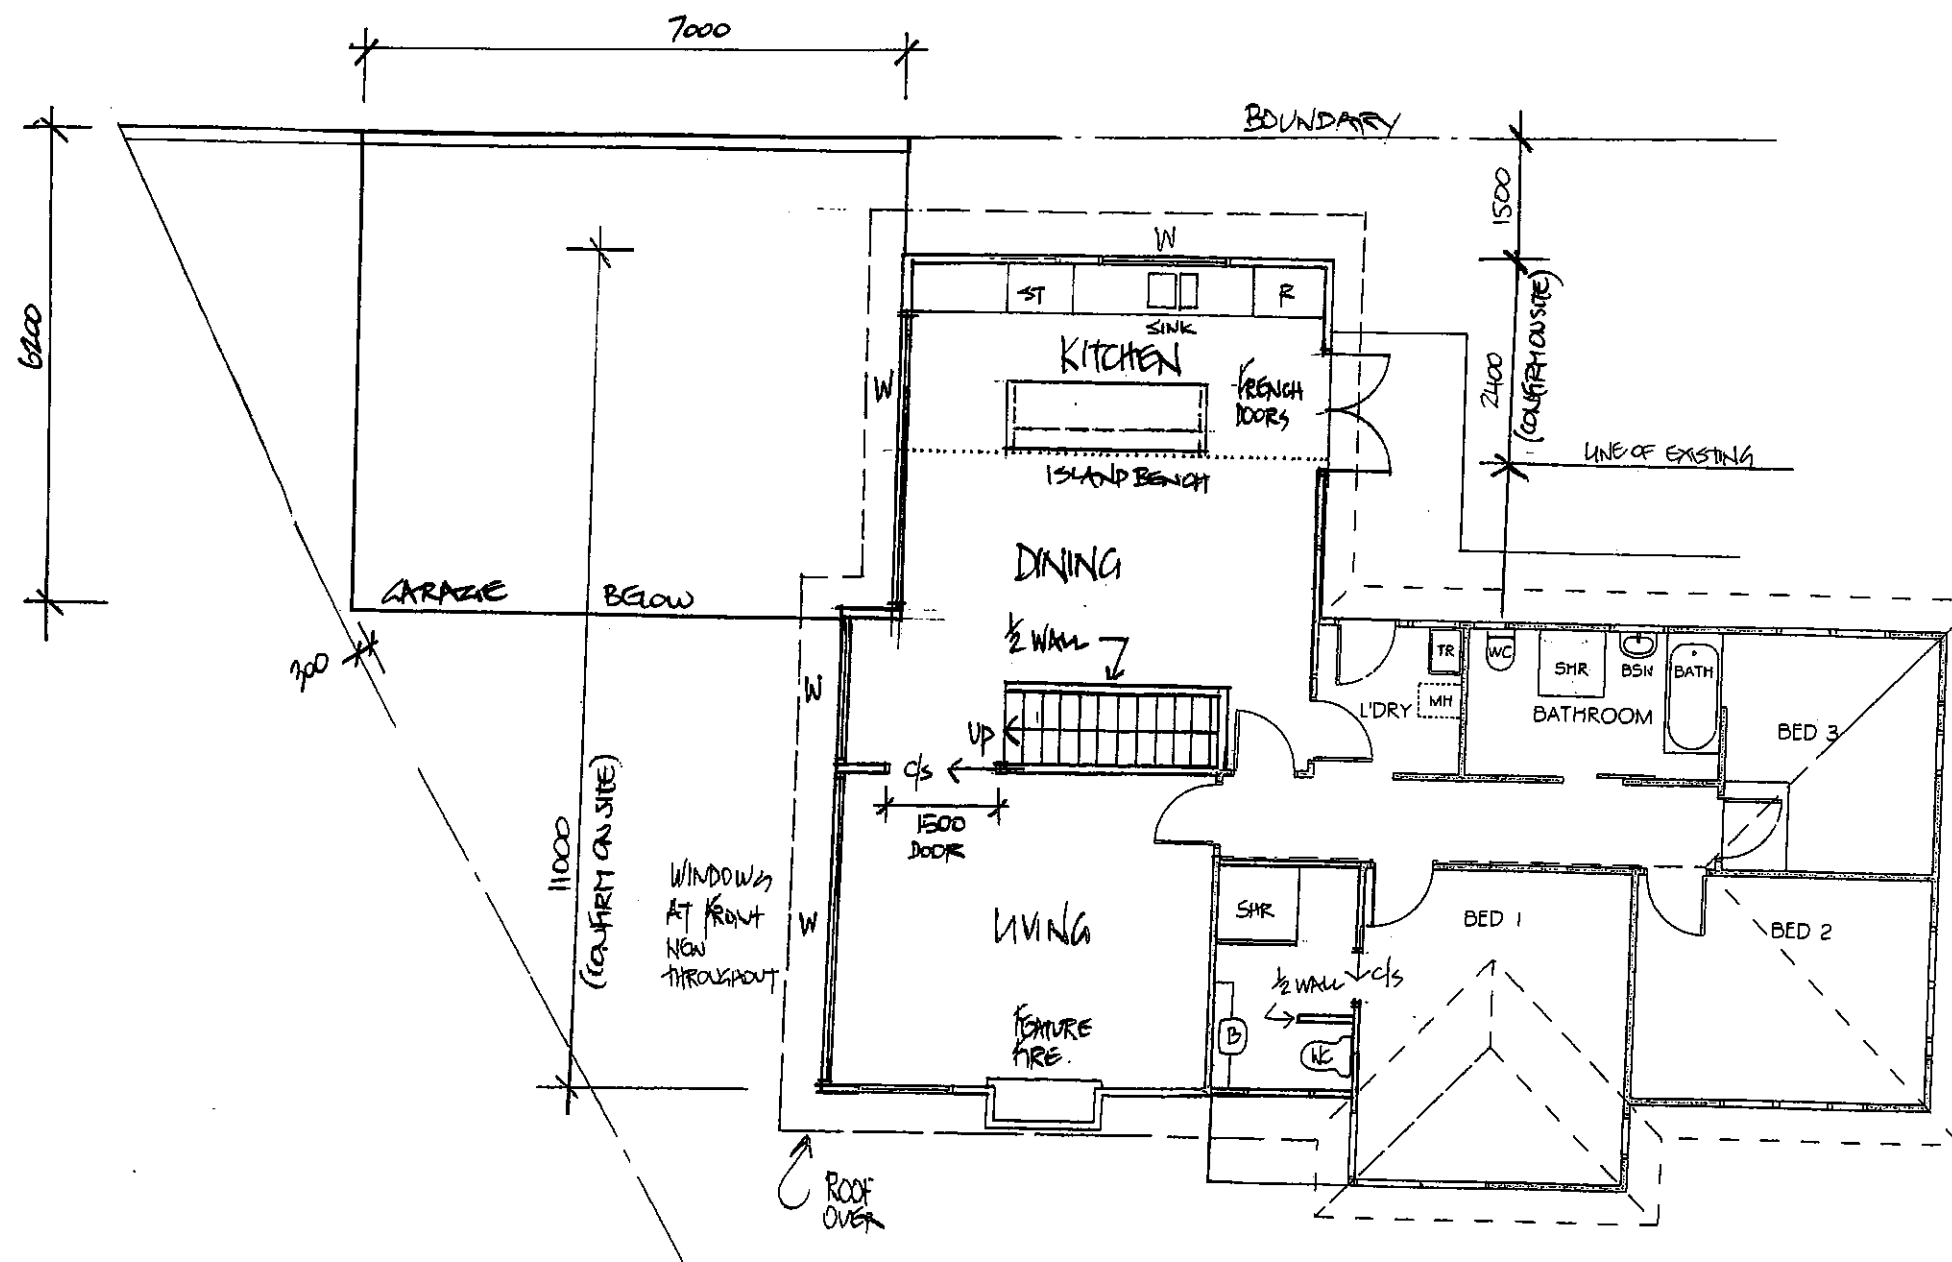 7000
BOUNDARY
1500
6200
W
ST
SINK
R
KITCHEN
W
FRENCH
DOORS
2400
(CONFIRM ON SITE)
LINE OF EXISTING
ISLAND BENCH
DINING
GARAGE BELOW
1/2 WALL
300
W
UP
C/S
1500
DOOR
L'DRY
TR
MH
WC
SHR
BSN
BATH
BATHROOM
BED 3
11000
(CONFIRM ON SITE)
WINDOWS
AT FRONT
NEW
THROUGHOUT
W
LIVING
SHR
BED 1
BED 2
1/2 WALL
C/S
B
WC
FEATURE
FIRE.
ROOF
OVER